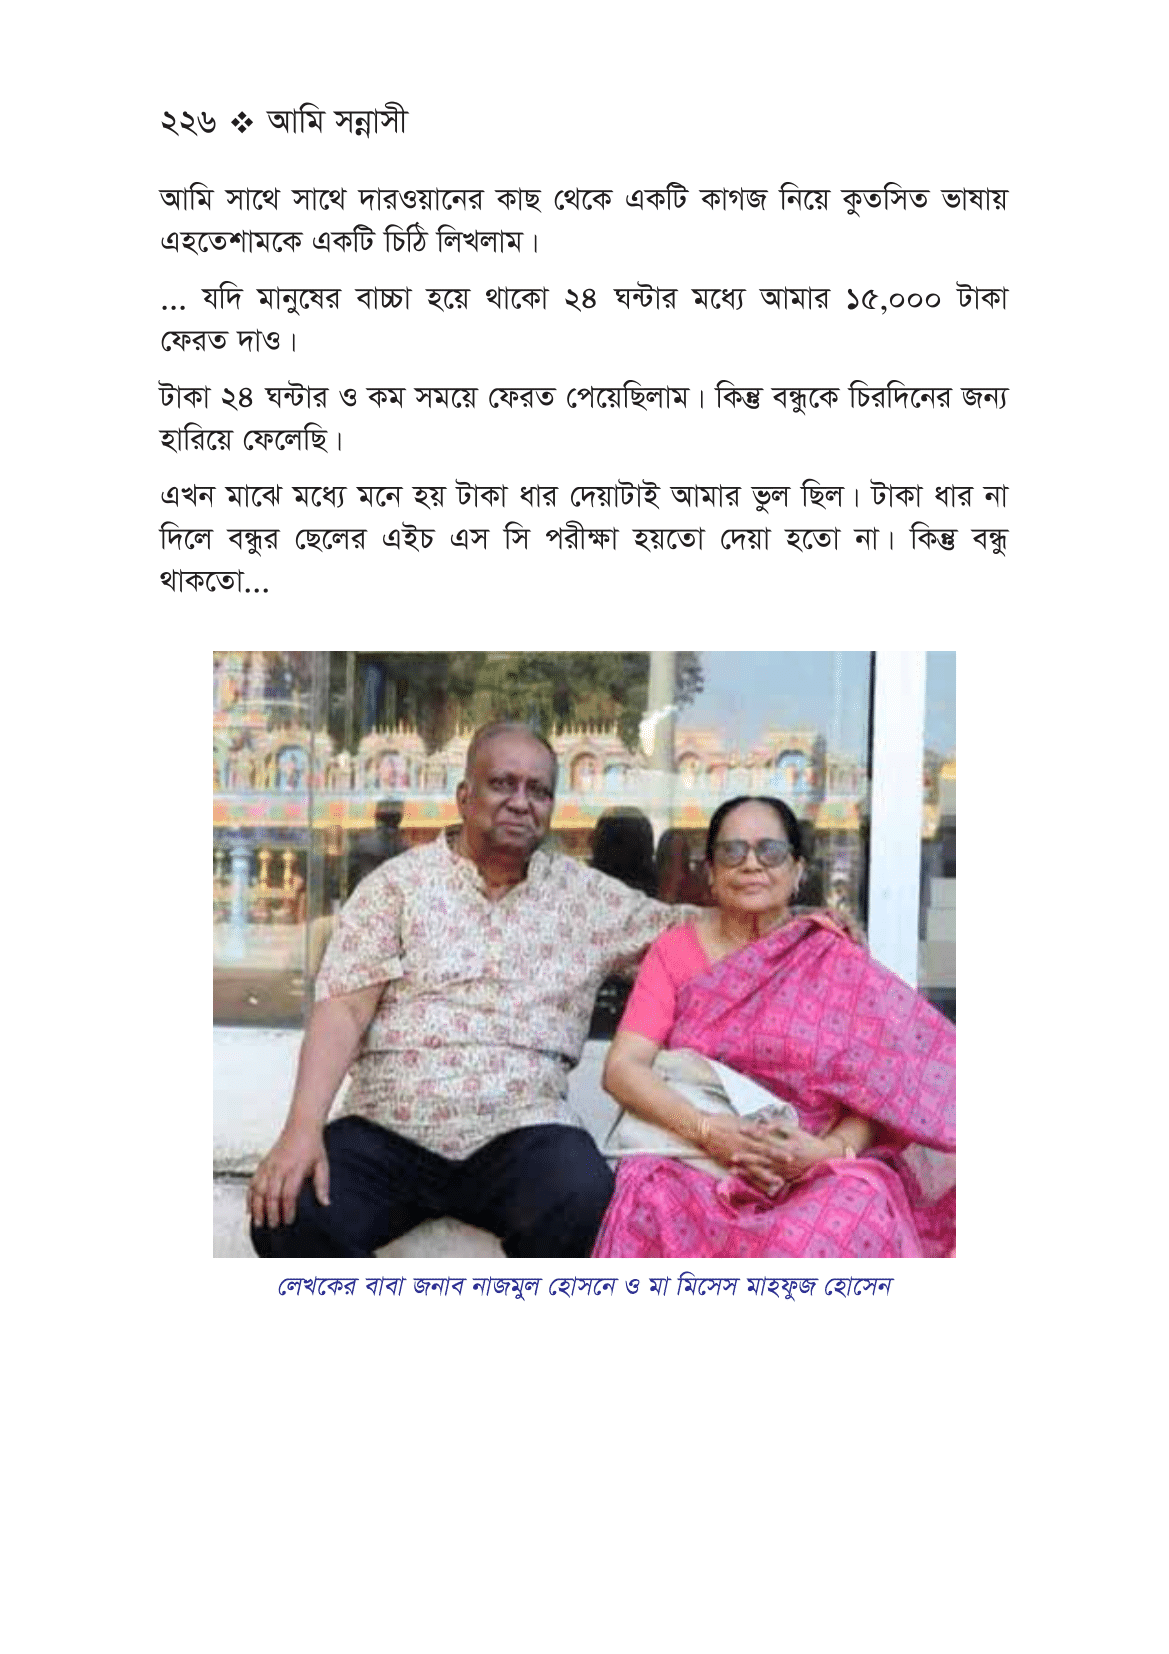 ২২৬ ❖ আমি সন্নাসী
আমি সাথে সাথে দারওয়ানের কাছ থেকে একটি কাগজ নিয়ে কুতসিত ভাষায়
এহতেশামকে একটি চিঠি লিখলাম।
... যদি মানুষের বাচ্চা হয়ে থাকো ২৪ ঘন্টার মধ্যে আমার ১৫,০০০ টাকা
ফেরত দাও।
টাকা ২৪ ঘন্টার ও কম সময়ে ফেরত পেয়েছিলাম। কিন্তু বন্ধুকে চিরদিনের জন্য
হারিয়ে ফেলেছি।
এখন মাঝে মধ্যে মনে হয় টাকা ধার দেয়াটাই আমার ভুল ছিল। টাকা ধার না
দিলে বন্ধুর ছেলের এইচ এস সি পরীক্ষা হয়তো দেয়া হতো না। কিন্তু বন্ধু
থাকতো...
লেখকের বাবা জনাব নাজমুল হোসনে ও মা মিসেস মাহফুজ হোসেন